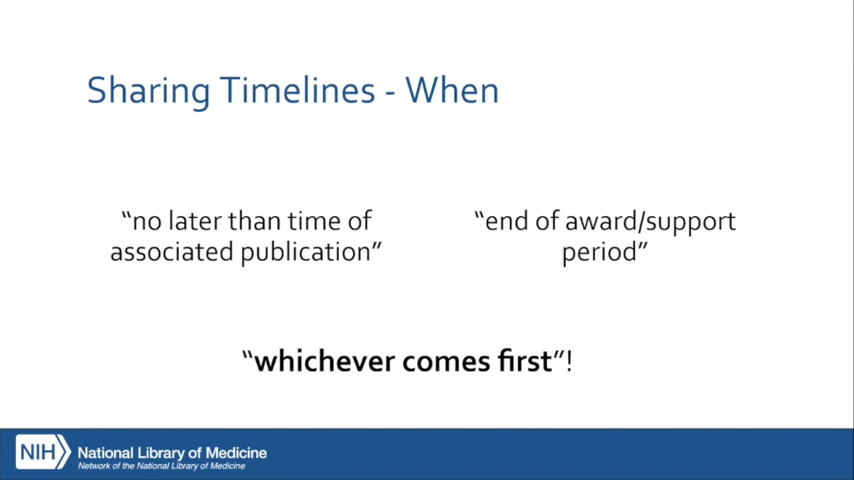 Sharing Timelines - When
“no later than time of
associated publication”
“end of award/support
period”
“whichever comes first”!
NIH
National Library of Medicine
Network of the National Library of Medicine